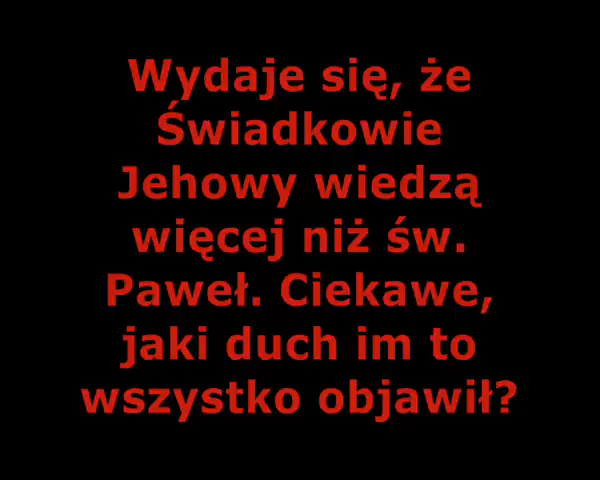 Wydaje się, że
Świadkowie
Jehowy wiedzą
więcej niż św.
Paweł. Ciekawe,
jaki duch im to
wszystko objawił?